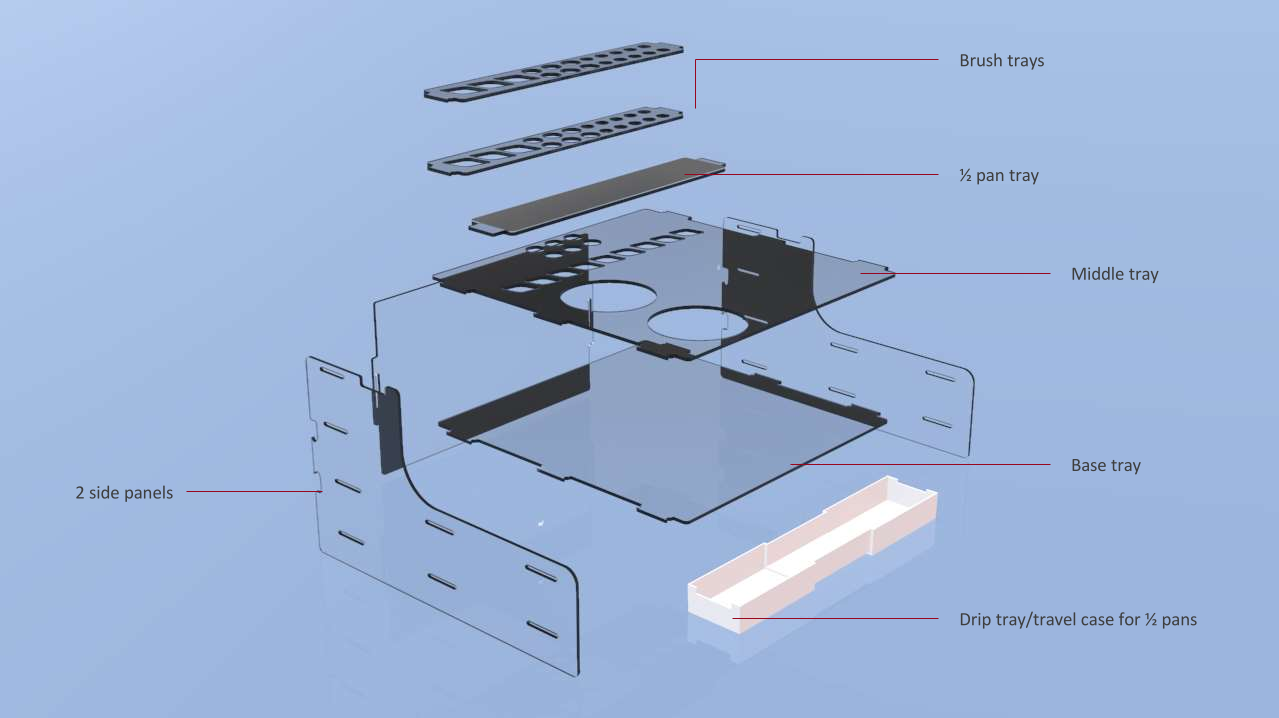 Brush trays
½ pan tray
Middle tray
Base tray
2 side panels
Drip tray/travel case for ½ pans